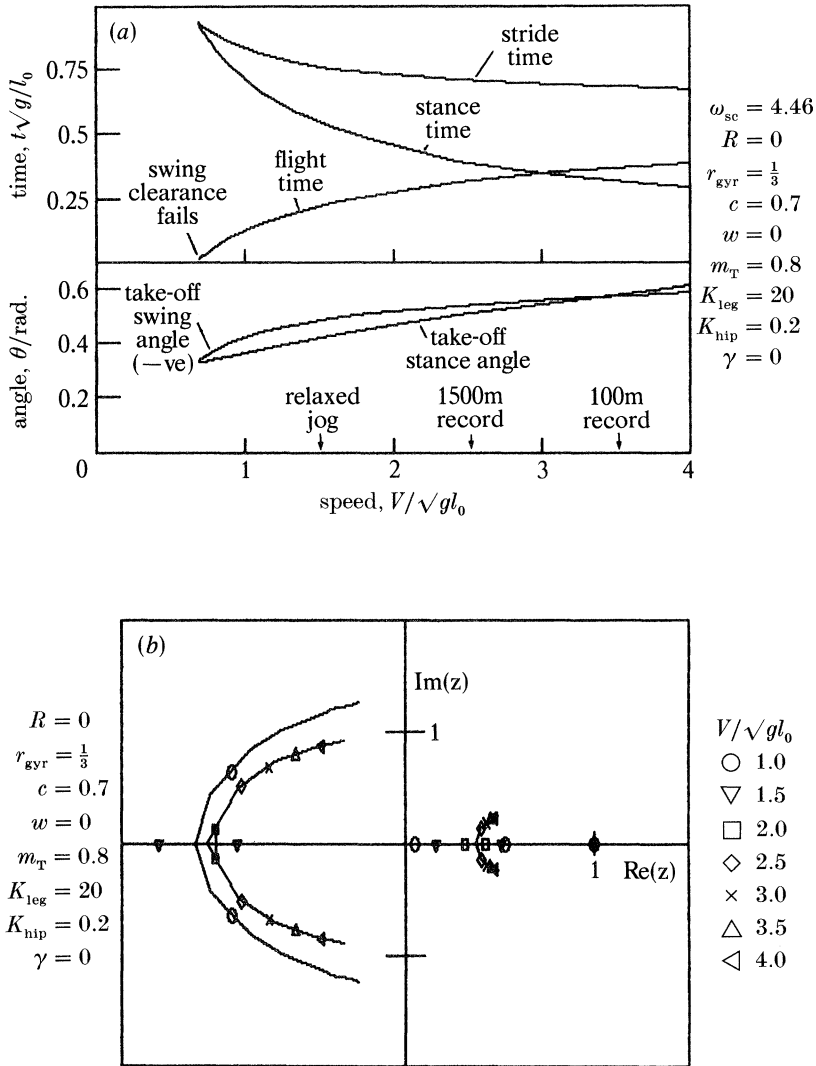 (a)
time, t√g/l₀
0.75
0.5
0.25
stride
time
stance
time
flight
time
swing
clearance
fails
ω_sc = 4.46
R = 0
r_gyr = 1/3
c = 0.7
w = 0
m_T = 0.8
K_leg = 20
K_hip = 0.2
γ = 0
angle, θ/rad.
0.6
0.4
0.2
take-off
swing
angle
(−ve)
take-off
stance angle
relaxed
jog
1500m
record
100m
record
0
1
2
3
4
speed, V/√gl₀
(b)
Im(z)
1
1
Re(z)
R = 0
r_gyr = 1/3
c = 0.7
w = 0
m_T = 0.8
K_leg = 20
K_hip = 0.2
γ = 0
V/√gl₀
○ 1.0
▽ 1.5
□ 2.0
◇ 2.5
× 3.0
△ 3.5
◁ 4.0